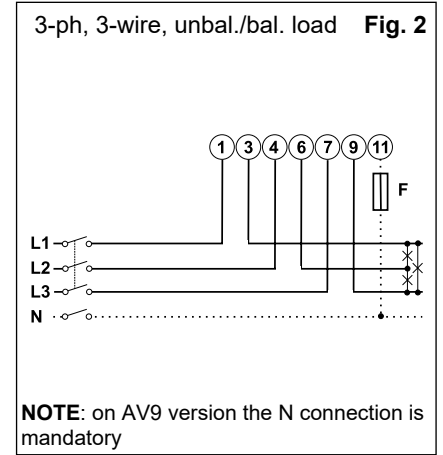 3-ph, 3-wire, unbal./bal. load Fig. 2
1 3 4 6 7 9 11
F
L1
L2
L3
N
NOTE: on AV9 version the N connection is
mandatory